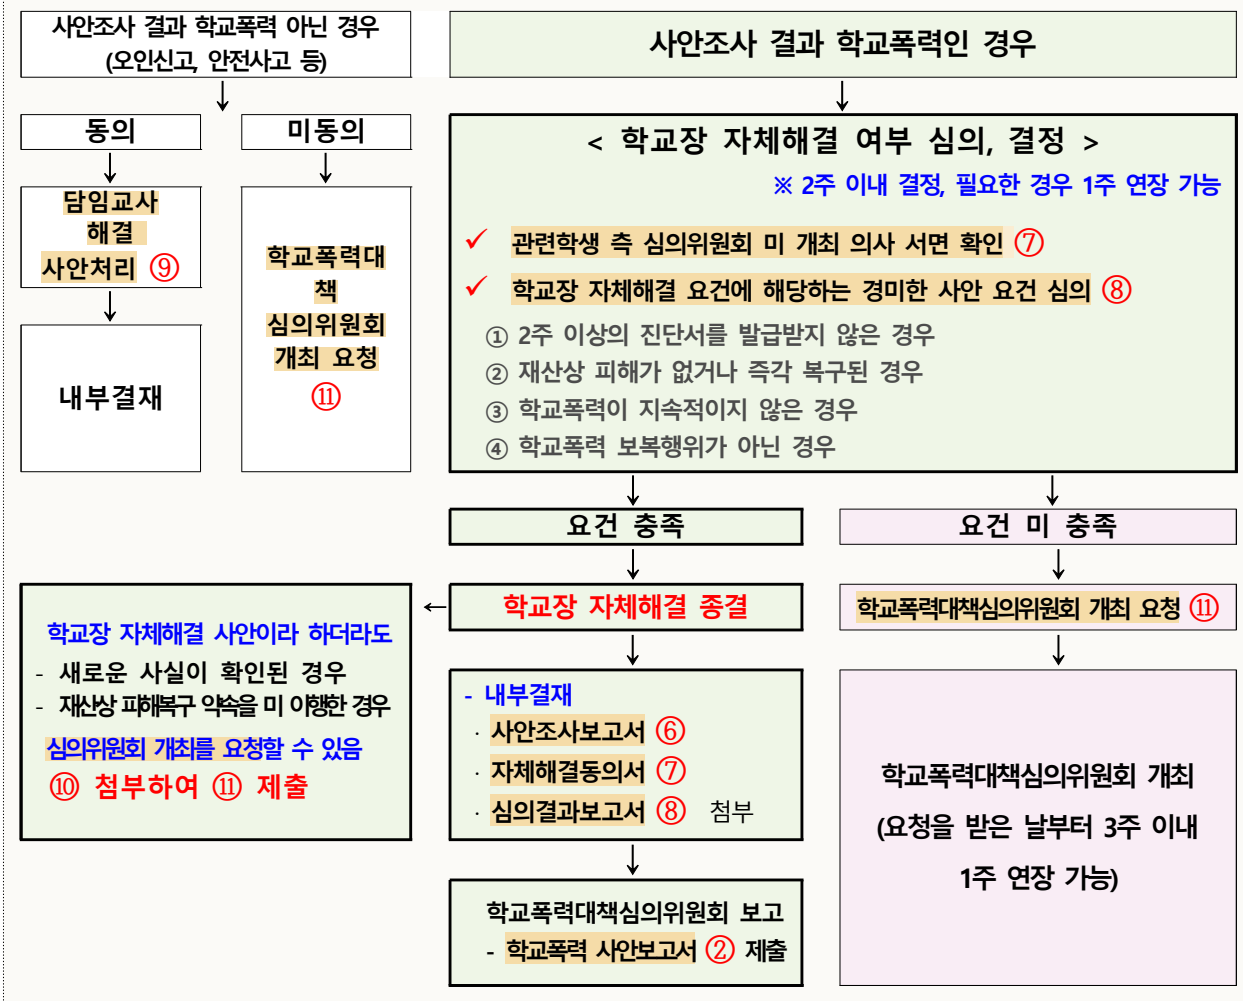 사안조사 결과 학교폭력 아닌 경우
(오인신고, 안전사고 등)
동의
담임교사
해결
사안처리 ⑨
내부결재
미동의
학교폭력대
책
심의위원회
개최 요청
⑪
사안조사 결과 학교폭력인 경우
< 학교장 자체해결 여부 심의, 결정 >
※ 2주 이내 결정, 필요한 경우 1주 연장 가능
✓ 관련학생 측 심의위원회 미 개최 의사 서면 확인 ⑦
✓ 학교장 자체해결 요건에 해당하는 경미한 사안 요건 심의 ⑧
① 2주 이상의 진단서를 발급받지 않은 경우
② 재산상 피해가 없거나 즉각 복구된 경우
③ 학교폭력이 지속적이지 않은 경우
④ 학교폭력 보복행위가 아닌 경우
요건 충족
학교장 자체해결 종결
학교장 자체해결 사안이라 하더라도
- 새로운 사실이 확인된 경우
- 재산상 피해복구 약속을 미 이행한 경우
심의위원회 개최를 요청할 수 있음
⑩ 첨부하여 ⑪ 제출
- 내부결재
· 사안조사보고서 ⑥
· 자체해결동의서 ⑦
· 심의결과보고서 ⑧ 첨부
학교폭력대책심의위원회 보고
- 학교폭력 사안보고서 ② 제출
요건 미 충족
학교폭력대책심의위원회 개최 요청 ⑪
학교폭력대책심의위원회 개최
(요청을 받은 날부터 3주 이내
1주 연장 가능)